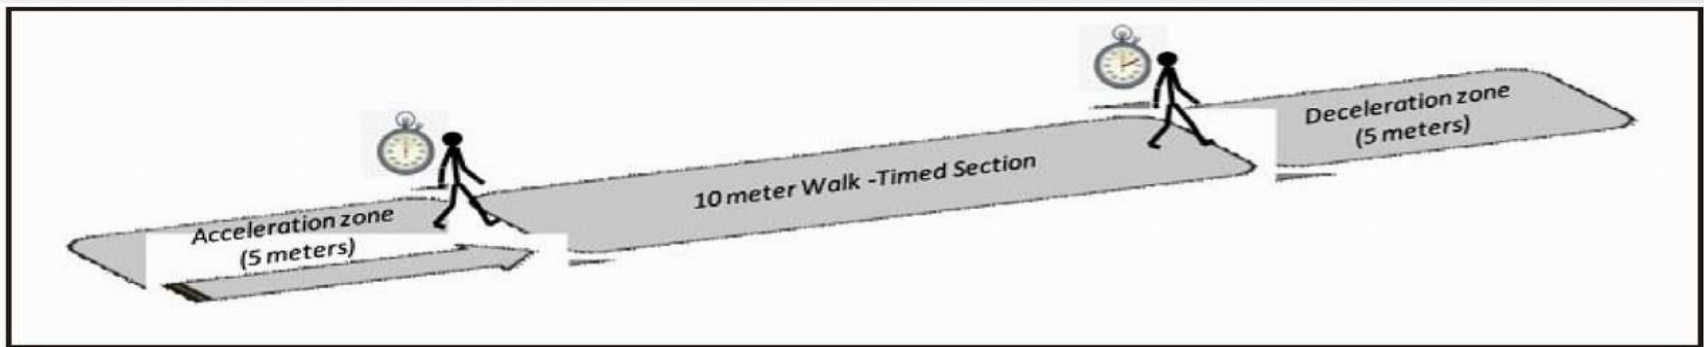 Acceleration zone
(5 meters)
10 meter Walk -Timed Section
Deceleration zone
(5 meters)